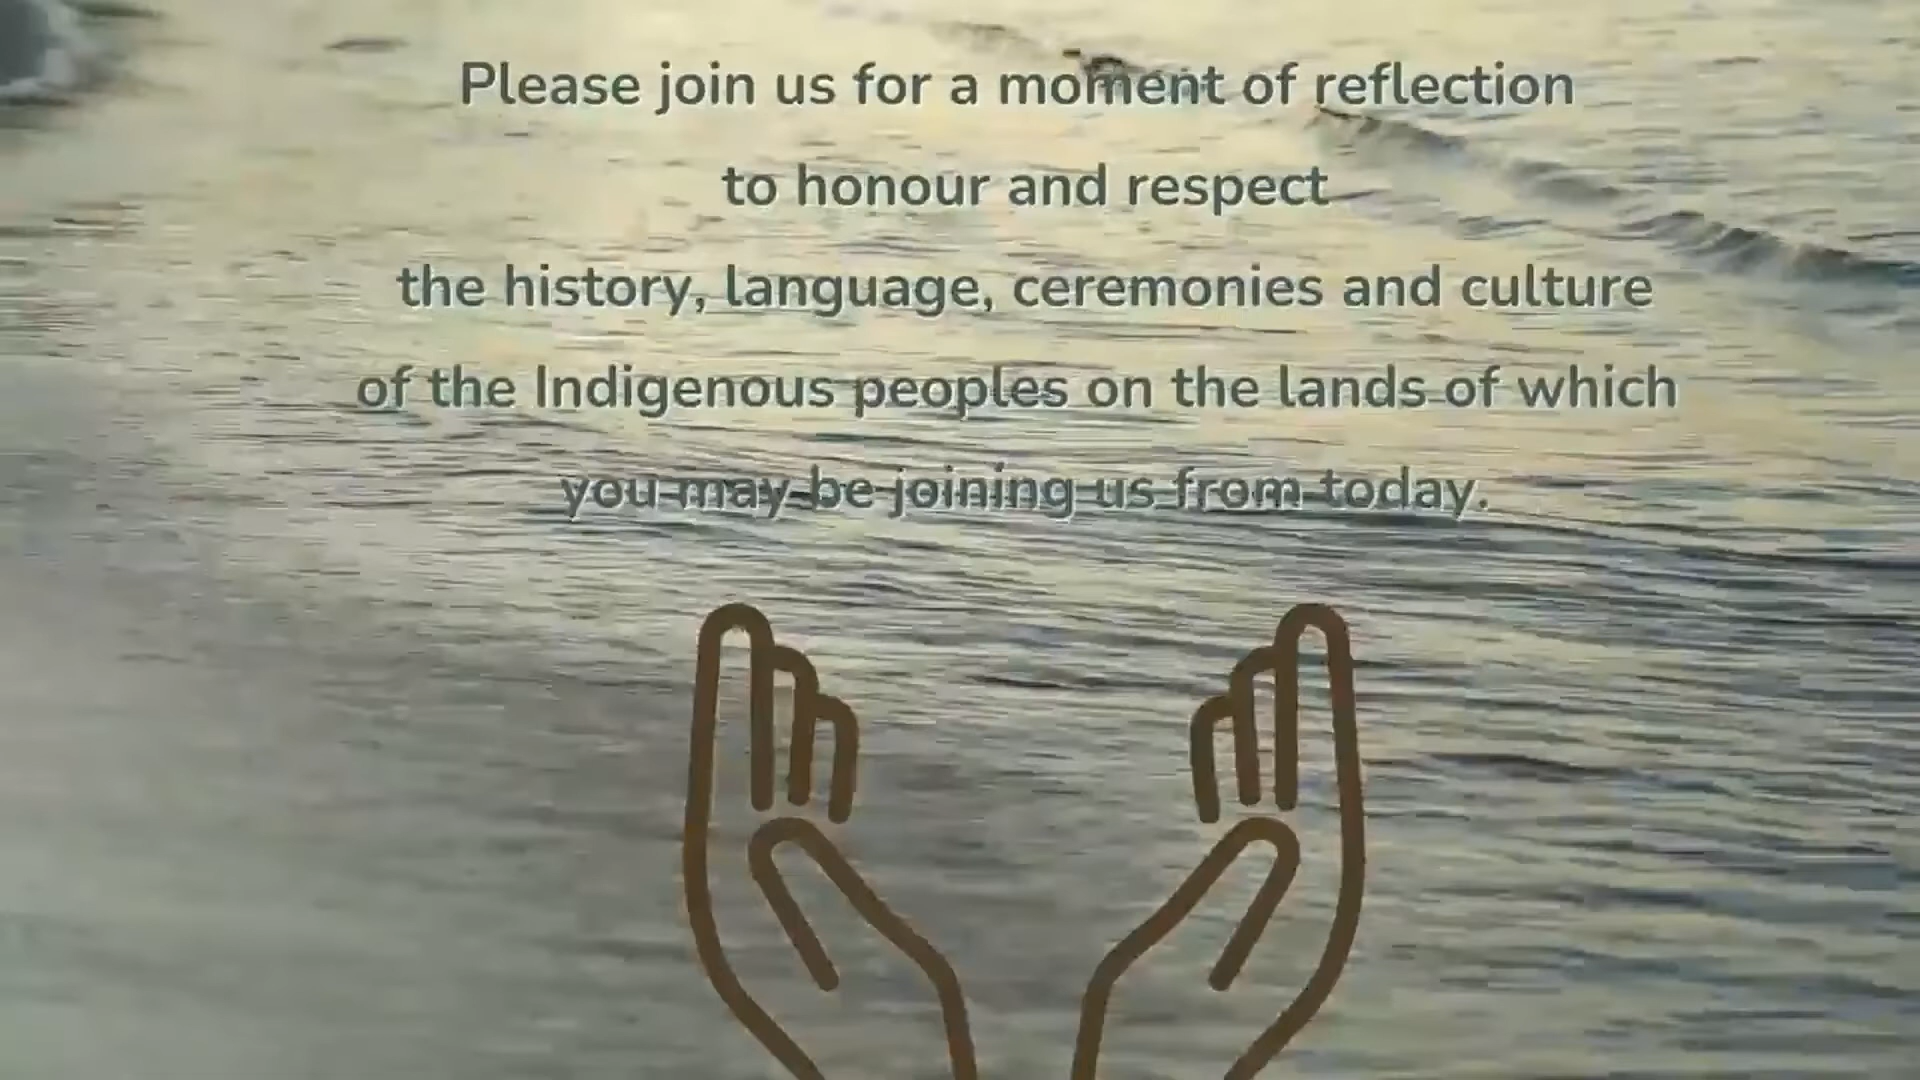 Please join us for a moment of reflection
to honour and respect
the history, language, ceremonies and culture
of the Indigenous peoples on the lands of which
you may be joining us from today.